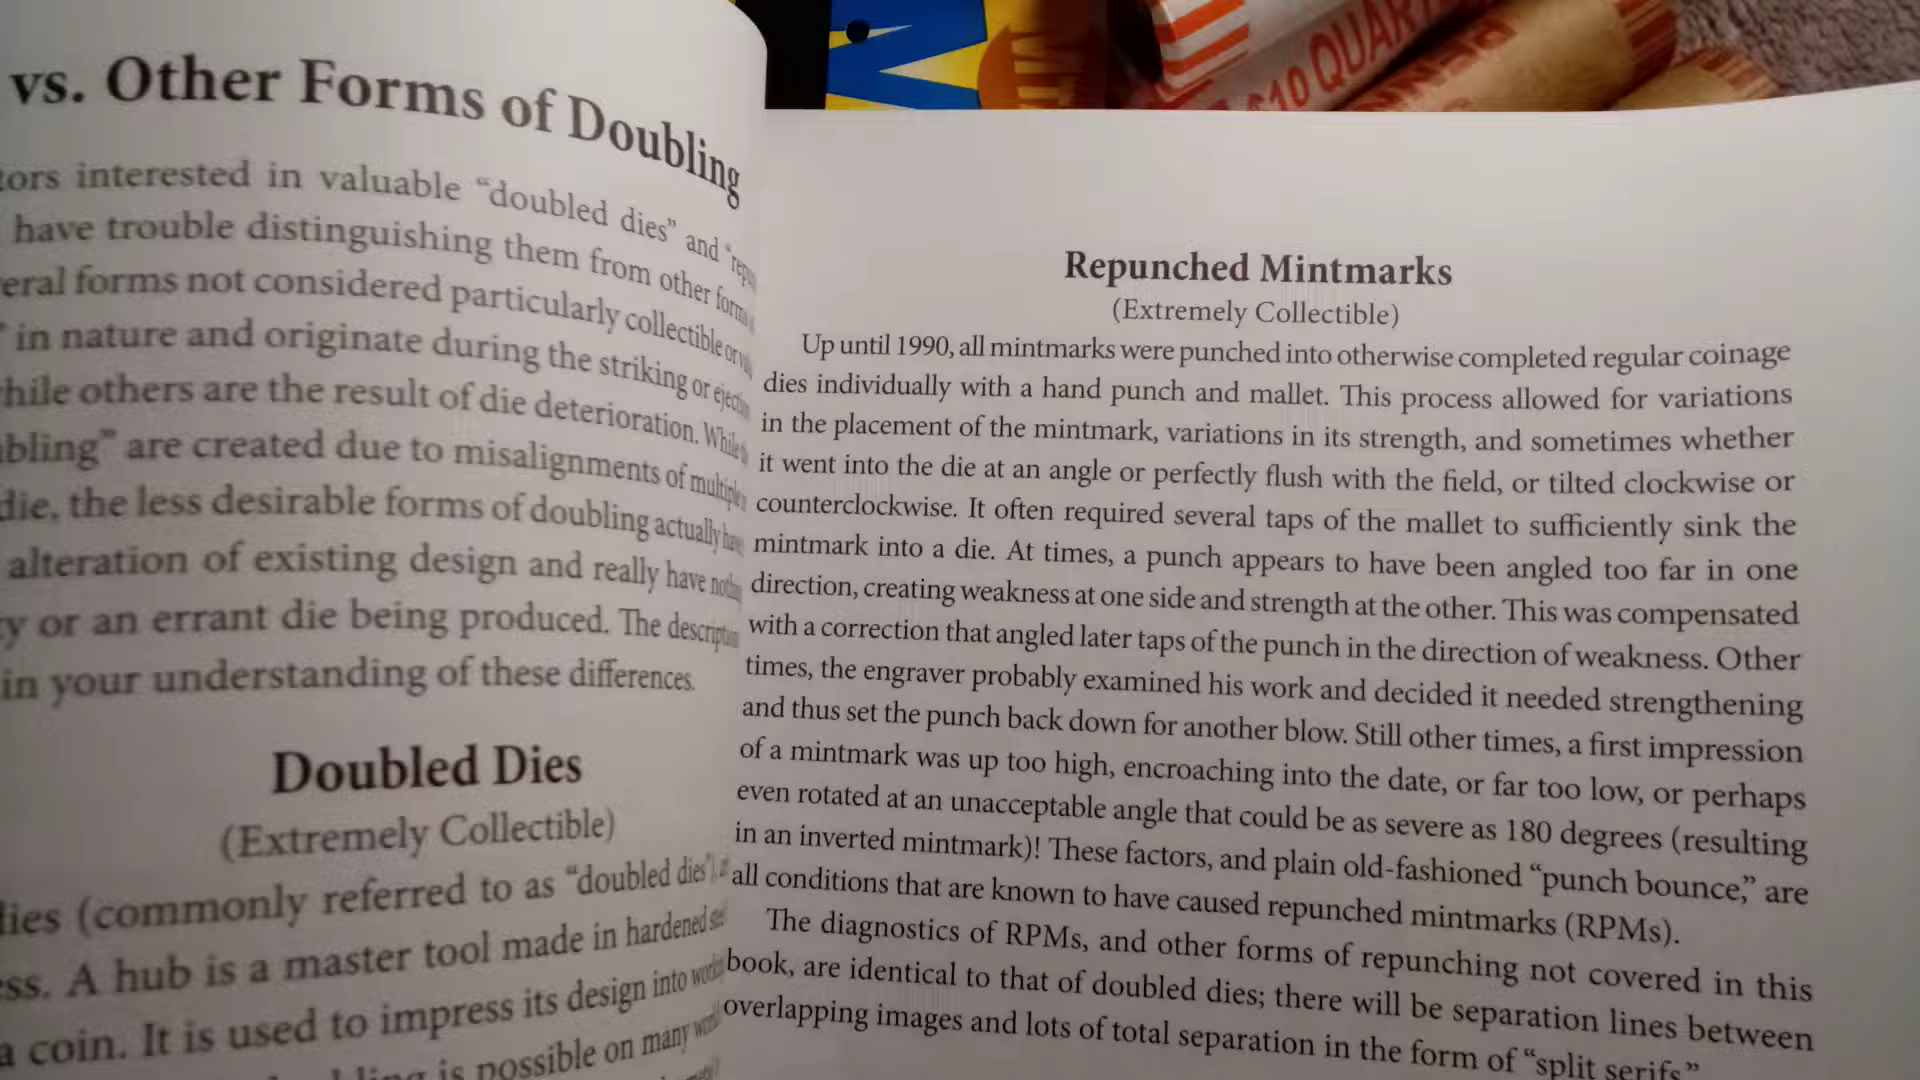 vs. Other Forms of Doubling
interested in valuable “doubled dies” and
have trouble distinguishing them from other forms
forms not considered particularly collectible or
in nature and originate during the striking or
others are the result of die deterioration. While
are created due to misalignments of multiple
die, the less desirable forms of doubling actually
alteration of existing design and really have
or an errant die being produced. The
in your understanding of these differences.
Doubled Dies
(Extremely Collectible)
(commonly referred to as “doubled dies”
A hub is a master tool made in hardened
a coin. It is used to impress its design into
is possible on many
Repunched Mintmarks
(Extremely Collectible)
Up until 1990, all mintmarks were punched into otherwise completed regular coinage
dies individually with a hand punch and mallet. This process allowed for variations
in the placement of the mintmark, variations in its strength, and sometimes whether
it went into the die at an angle or perfectly flush with the field, or tilted clockwise or
counterclockwise. It often required several taps of the mallet to sufficiently sink the
mintmark into a die. At times, a punch appears to have been angled too far in one
direction, creating weakness at one side and strength at the other. This was compensated
with a correction that angled later taps of the punch in the direction of weakness. Other
times, the engraver probably examined his work and decided it needed strengthening
and thus set the punch back down for another blow. Still other times, a first impression
of a mintmark was up too high, encroaching into the date, or far too low, or perhaps
even rotated at an unacceptable angle that could be as severe as 180 degrees (resulting
in an inverted mintmark)! These factors, and plain old-fashioned “punch bounce,” are
all conditions that are known to have caused repunched mintmarks (RPMs).
The diagnostics of RPMs, and other forms of repunching not covered in this
book, are identical to that of doubled dies; there will be separation lines between
overlapping images and lots of total separation in the form of “split serifs”
$10 QUAR